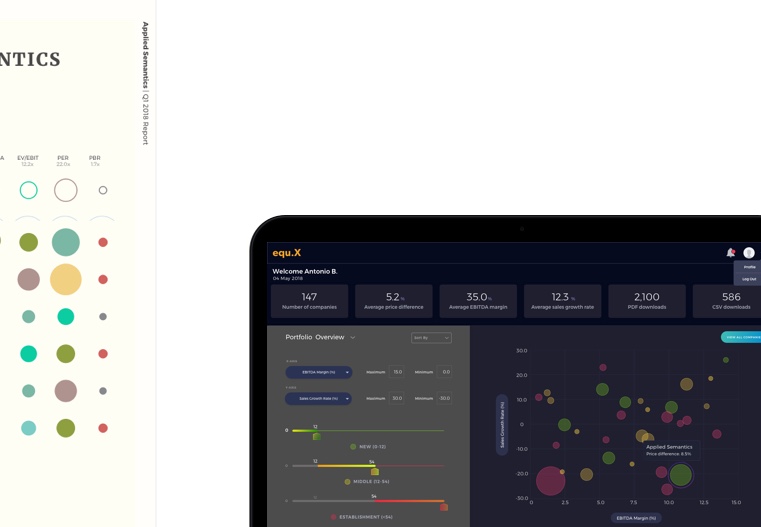 NTICS
Applied Semantics | Q1 2018 Report
A EV/EBIT PER PBR
12.2x 22.0x 1.7x
equ.X
Profile
Log Out
Welcome Antonio B.
04 May 2018
147 5.2 % 35.0 % 12.3 % 2,100 586
Number of companies Average price difference Average EBITDA margin Average sales growth rate PDF downloads CSV downloads
Portfolio Overview
Sort By
VIEW ALL COMPANIES
X-AXIS
EBITDA Margin (%) Maximum 15.0 Minimum 0.0
Y-AXIS
Sales Growth Rate (%) Maximum 30.0 Minimum -30.0
0 12
NEW (0-12)
0 12 54
MIDDLE (12-54)
0 12 54
ESTABLISHMENT (>54)
Sales Growth Rate (%)
30.0
20.0
10.0
0
-10.0
-20.0
-30.0
Applied Semantics
Price difference: 6.5%
0 2.5 5.0 7.5 10.0 12.5 15.0
EBITDA Margin (%)